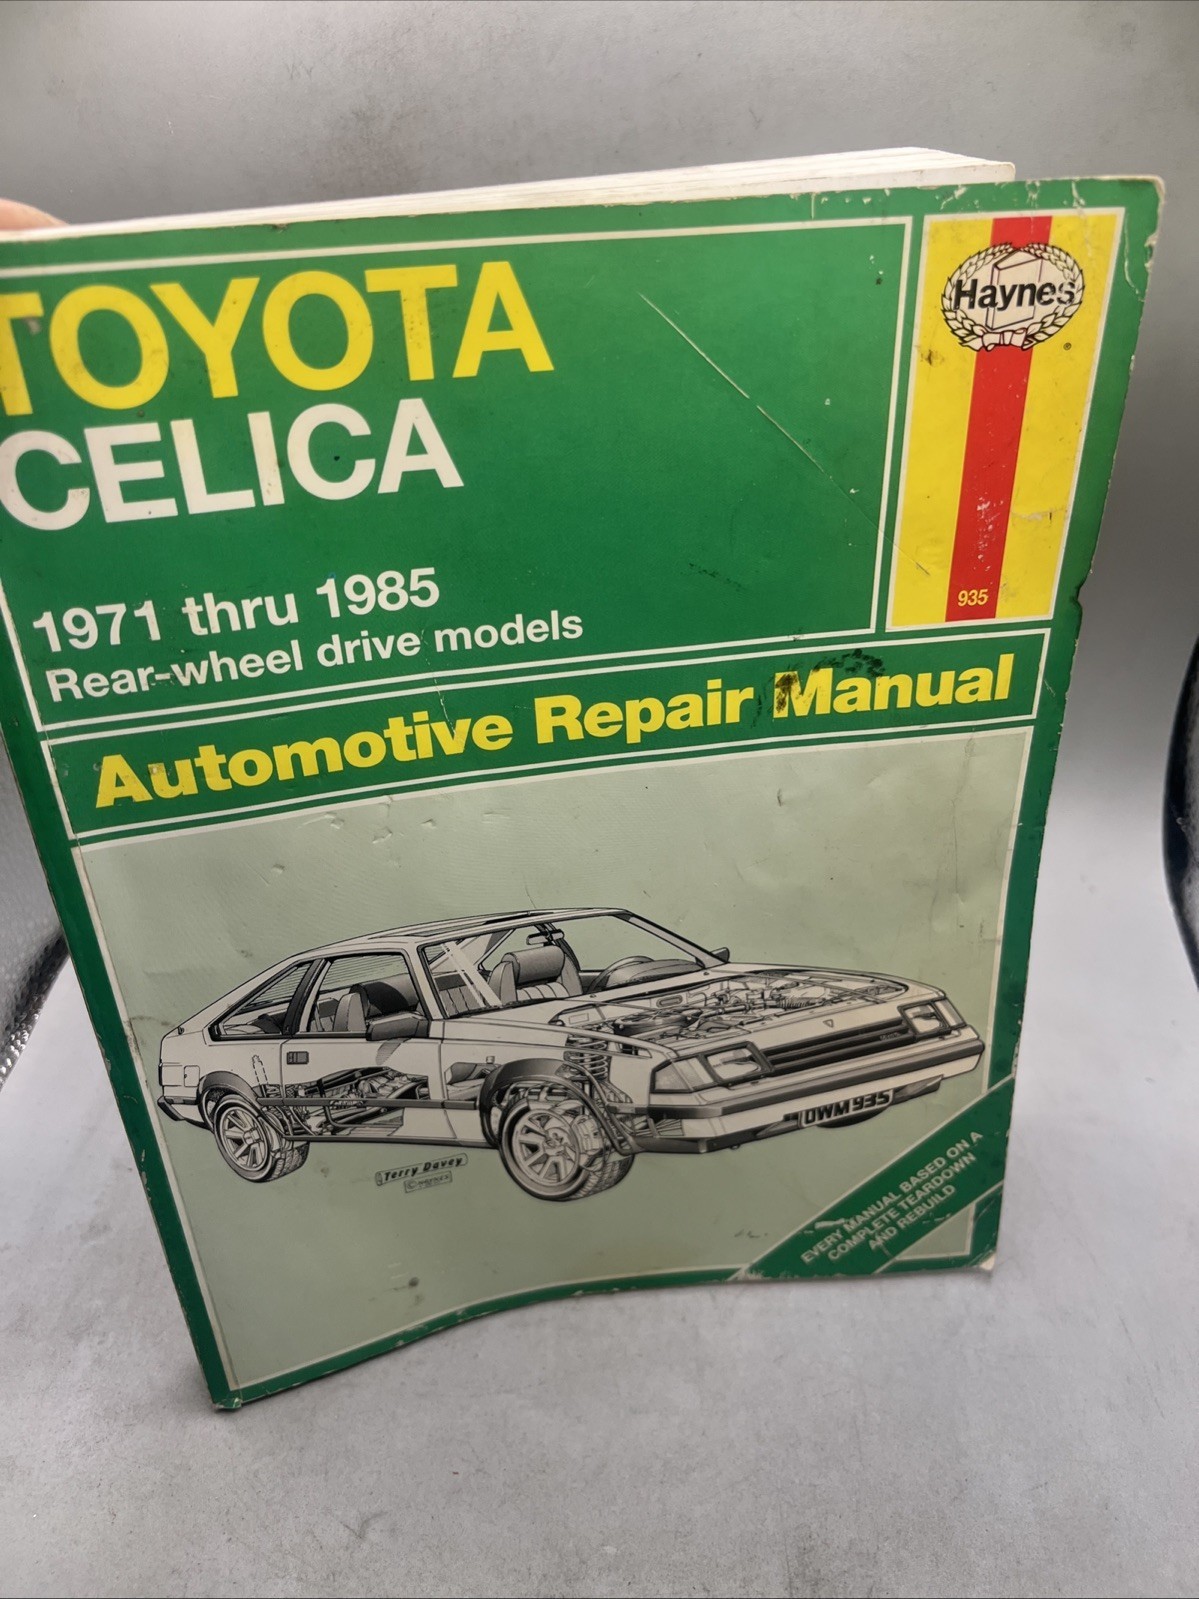 TOYOTA
CELICA
1971 thru 1985
Rear-wheel drive models
Haynes
®
935
Automotive Repair Manual
OWM 935
Terry Davey
EVERY MANUAL BASED ON A
COMPLETE TEARDOWN
AND REBUILD